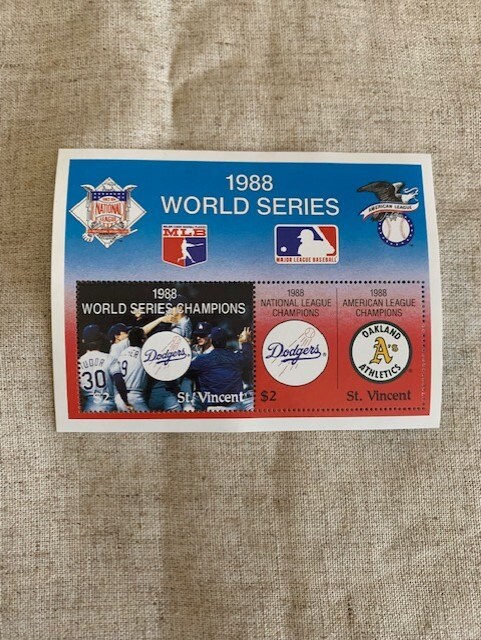 1988
WORLD SERIES
NATIONAL
LEAGUE
AMERICAN LEAGUE
MLB
MAJOR LEAGUE BASEBALL
1988
WORLD SERIES CHAMPIONS
30
9
Dodgers
$2
St. Vincent
1988
NATIONAL LEAGUE
CHAMPIONS
Dodgers
$2
1988
AMERICAN LEAGUE
CHAMPIONS
OAKLAND
A's
ATHLETICS
St. Vincent